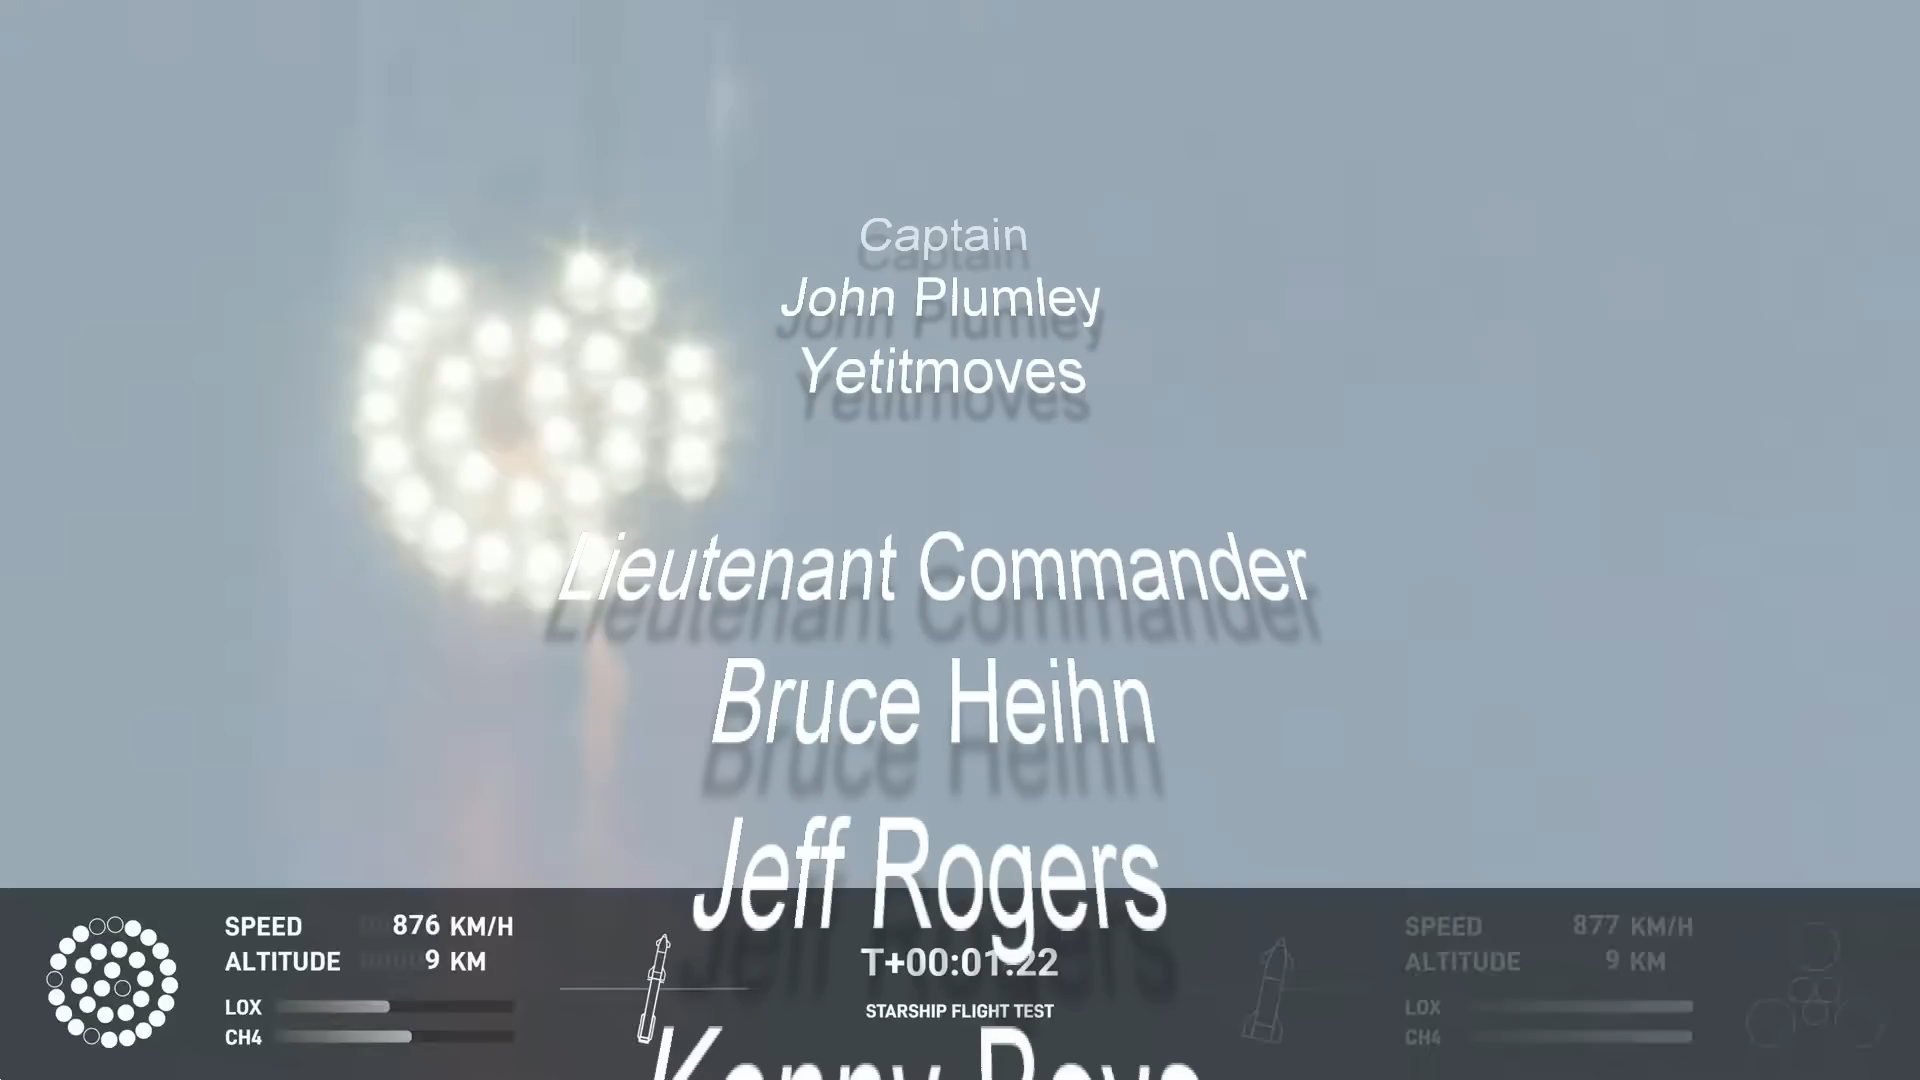 Captain
John Plumley
Yetitmoves
Lieutenant Commander
Bruce Heihn
Jeff Rogers
SPEED 876 KM/H
ALTITUDE 9 KM
LOX
CH4
T+00:01:22
STARSHIP FLIGHT TEST
Kenny
SPEED 877 KM/H
ALTITUDE 9 KM
LOX
CH4